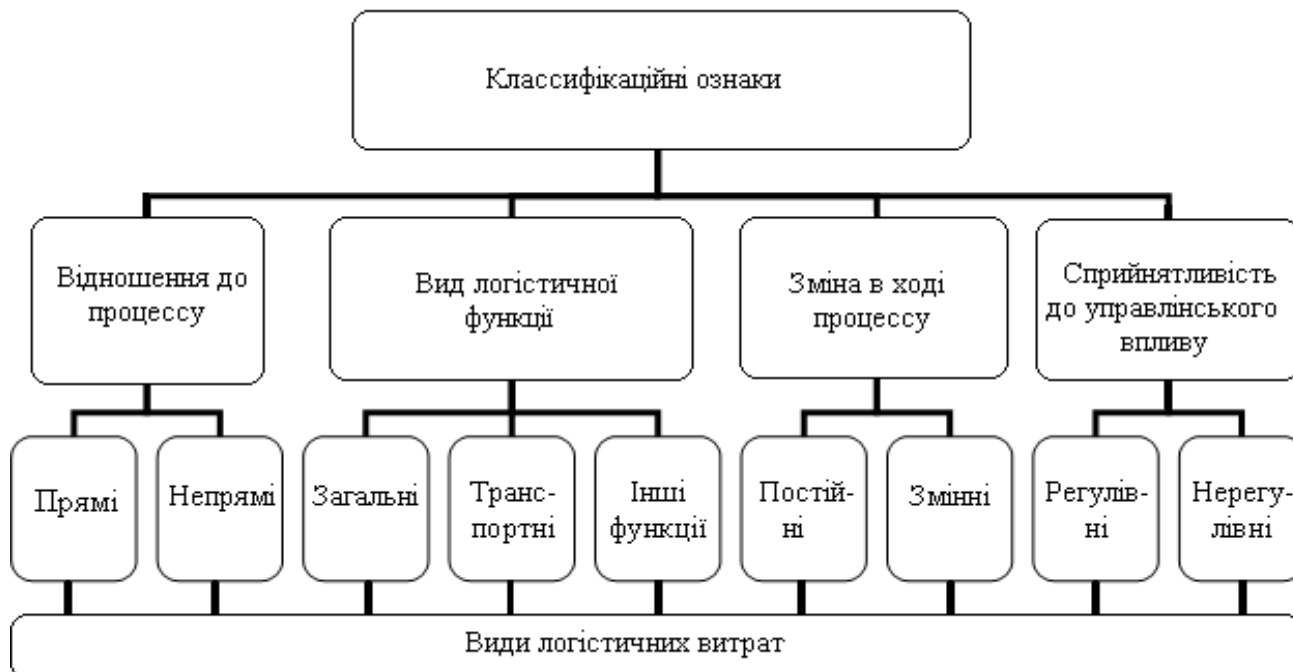 Классифікаційні ознаки
Відношення до
процессу
Вид логістичної
функції
Зміна в ході
процессу
Сприйнятливість
до управлінського
впливу
Прямі
Непрямі
Загальні
Транс-
портні
Інші
функції
Постій-
ні
Змінні
Регулів-
ні
Нерегу-
лівні
Види логістичних витрат